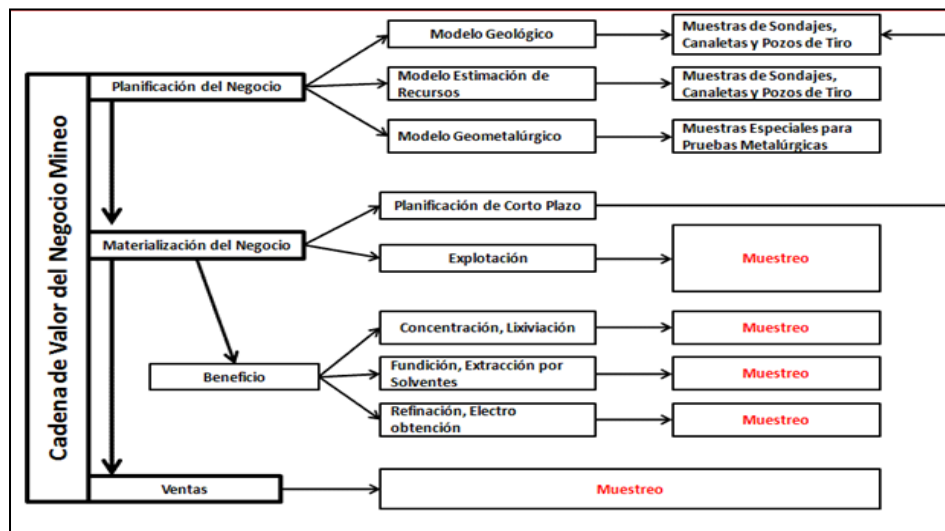 Cadena de Valor del Negocio Mineo
Planificación del Negocio
Modelo Geológico
Muestras de Sondajes,
Canaletas y Pozos de Tiro
Modelo Estimación de
Recursos
Muestras de Sondajes,
Canaletas y Pozos de Tiro
Modelo Geometalúrgico
Muestras Especiales para
Pruebas Metalúrgicas
Materialización del Negocio
Planificación de Corto Plazo
Explotación
Muestreo
Beneficio
Concentración, Lixiviación
Muestreo
Fundición, Extracción por
Solventes
Muestreo
Refinación, Electro
obtención
Muestreo
Ventas
Muestreo